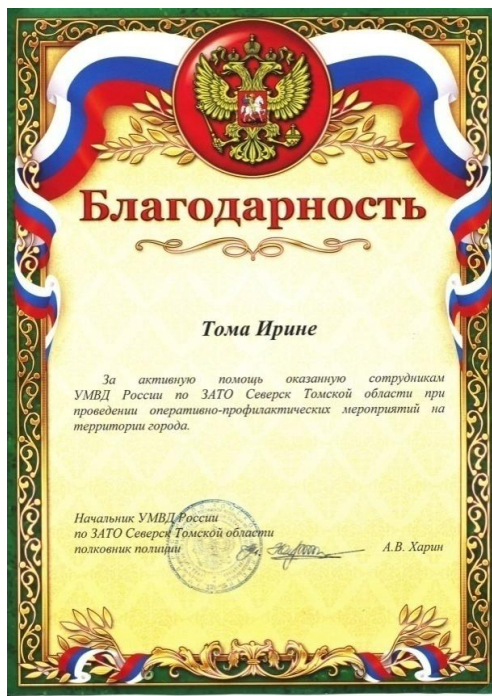 Благодарность
Тома Ирине
За активную помощь оказанную сотрудникам
УМВД России по ЗАТО Северск Томской области при
проведении оперативно-профилактических мероприятий на
территории города.
Начальник УМВД России
по ЗАТО Северск Томской области
полковник полиции
А.В. Харин